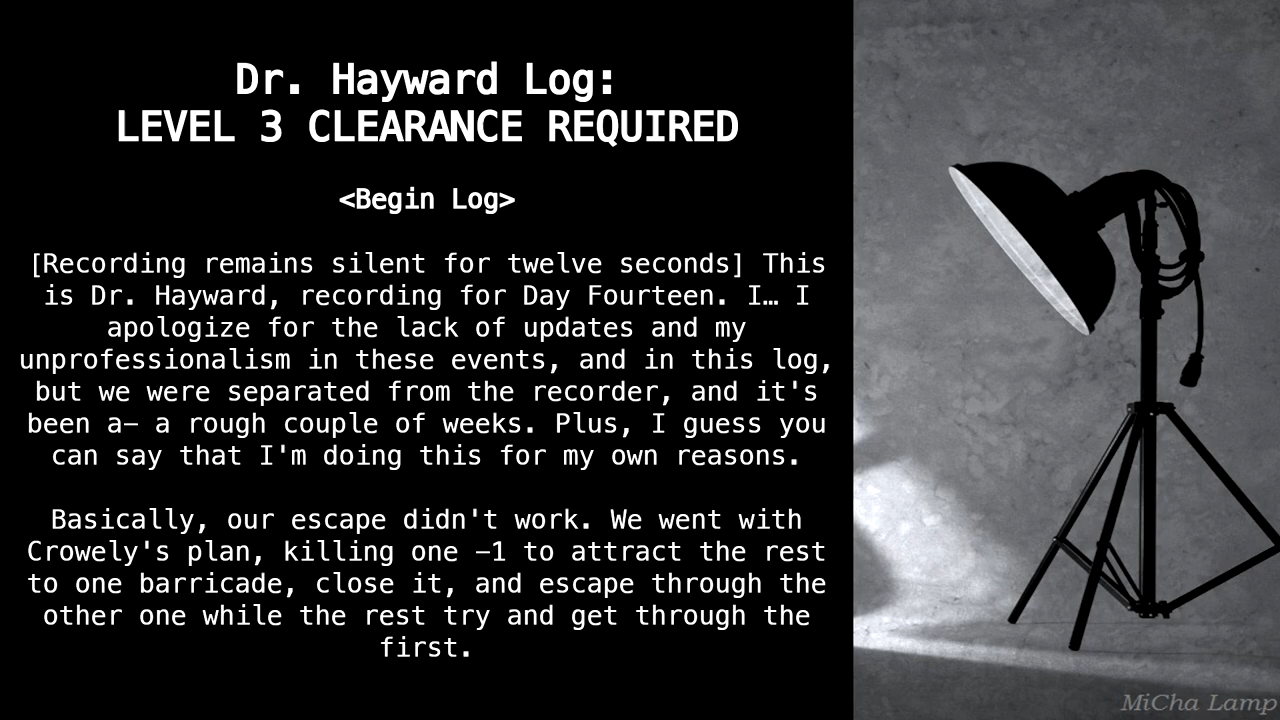 Dr. Hayward Log:
LEVEL 3 CLEARANCE REQUIRED
<Begin Log>
[Recording remains silent for twelve seconds] This
is Dr. Hayward, recording for Day Fourteen. I… I
apologize for the lack of updates and my
unprofessionalism in these events, and in this log,
but we were separated from the recorder, and it's
been a— a rough couple of weeks. Plus, I guess you
can say that I'm doing this for my own reasons.
Basically, our escape didn't work. We went with
Crowely's plan, killing one —1 to attract the rest
to one barricade, close it, and escape through the
other one while the rest try and get through the
first.
MiCha Lamp